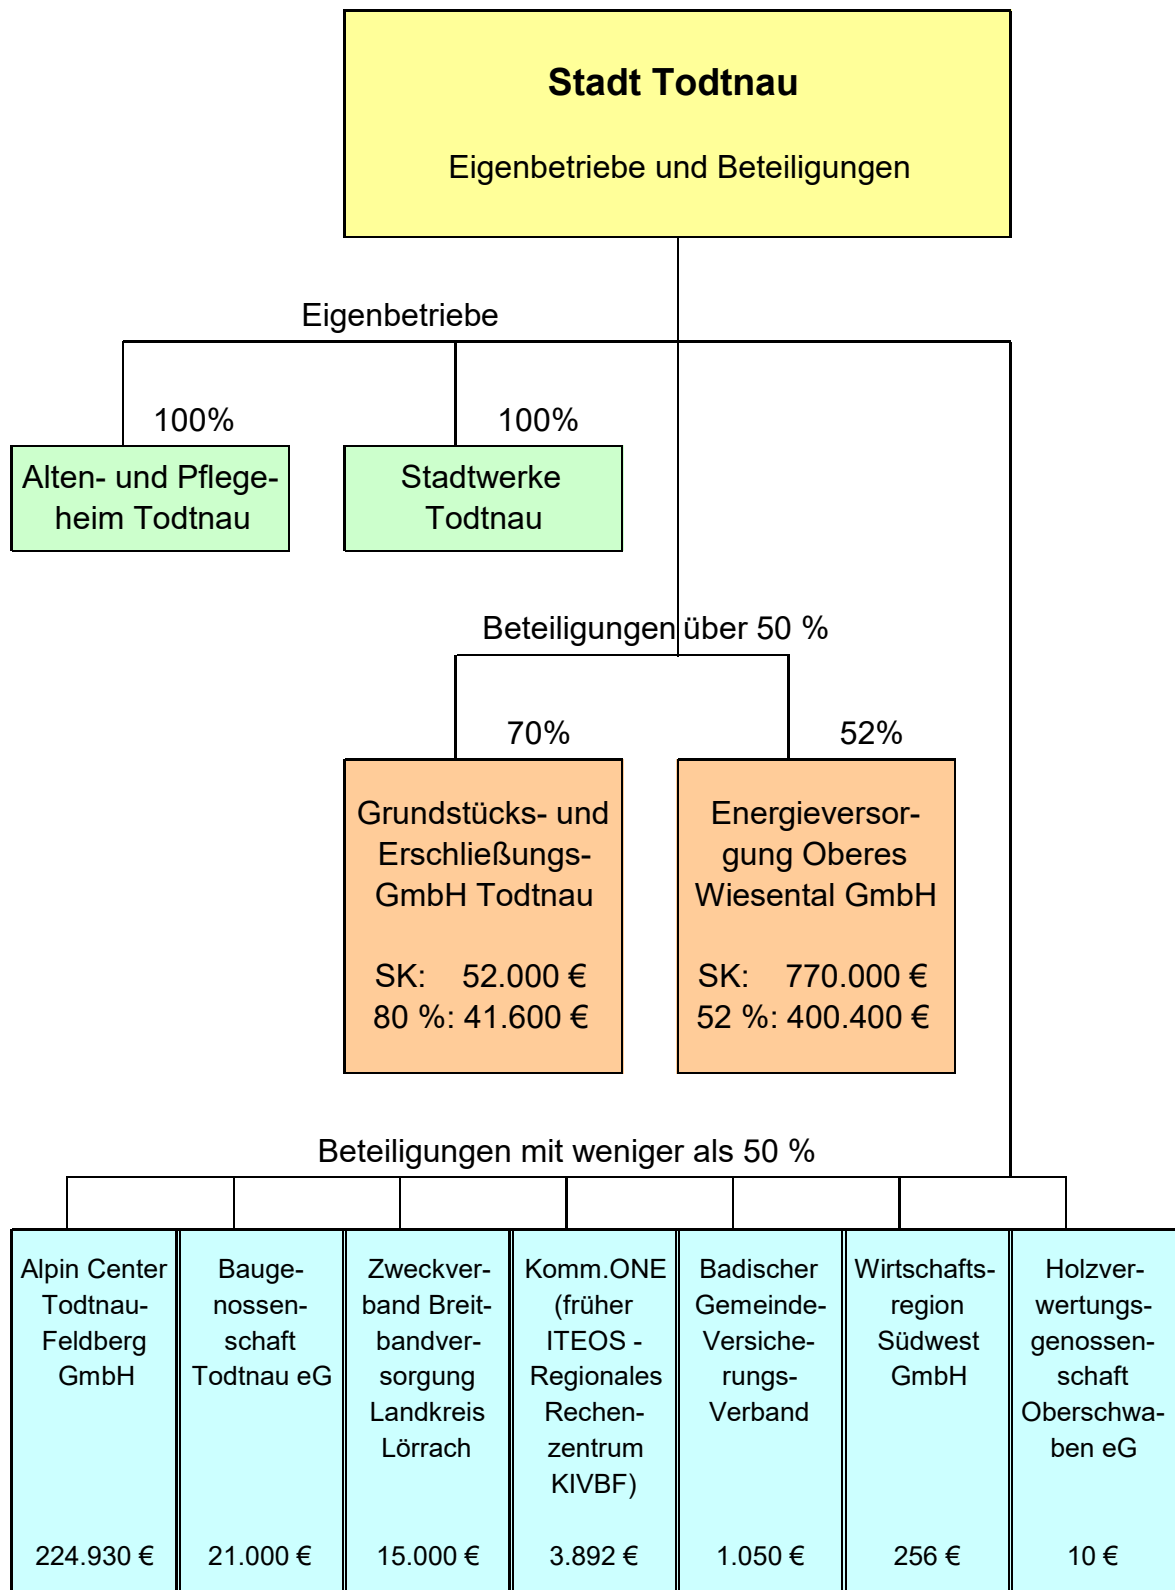 Stadt Todtnau
Eigenbetriebe und Beteiligungen
Eigenbetriebe
100%
100%
Alten- und Pflege-
heim Todtnau
Stadtwerke
Todtnau
Beteiligungen über 50 %
70%
52%
Grundstücks- und
Erschließungs-
GmbH Todtnau
SK: 52.000 €
80 %: 41.600 €
Energieversor-
gung Oberes
Wiesental GmbH
SK: 770.000 €
52 %: 400.400 €
Beteiligungen mit weniger als 50 %
Alpin Center
Todtnau-
Feldberg
GmbH
224.930 €
Bauge-
nossen-
schaft
Todtnau eG
21.000 €
Zweckver-
band Breit-
bandver-
sorgung
Landkreis
Lörrach
15.000 €
Komm.ONE
(früher
ITEOS -
Regionales
Rechen-
zentrum
KIVBF)
3.892 €
Badischer
Gemeinde-
Versiche-
rungs-
Verband
1.050 €
Wirtschafts-
region
Südwest
GmbH
256 €
Holzver-
wertungs-
genossen-
schaft
Oberschwa-
ben eG
10 €